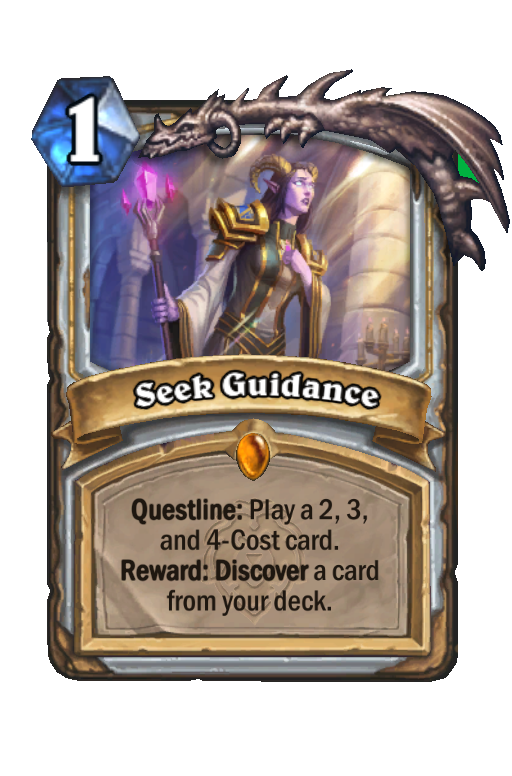 1
Seek Guidance
Questline: Play a 2, 3,
and 4-Cost card.
Reward: Discover a card
from your deck.